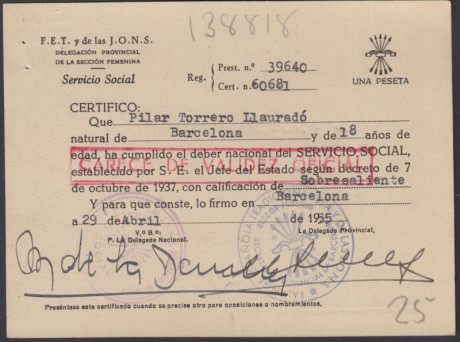 138818
F.E.T. y de las J.O.N.S.
DELEGACIÓN PROVINCIAL
DE LA SECCIÓN FEMENINA
Servicio Social
Reg.
Prest. n.º 39640
Cert. n.º 60681
UNA PESETA
CERTIFICO:
Que Pilar Torrero Llauradó
natural de Barcelona y de 18 años de
edad, ha cumplido el deber nacional del SERVICIO SOCIAL,
CARECE DE VALIDEZ OFICIAL
establecido por S. E. el Jefe del Estado según decreto de 7
de octubre de 1937, con calificación de Sobresaliente
Y para que conste, lo firmo en Barcelona
a 29 de Abril de 1955
V.º B.º:
P. La Delegada Nacional,
La Delegada Provincial,
25
Preséntese este certificado cuando se precise otro para oposiciones o nombramientos.